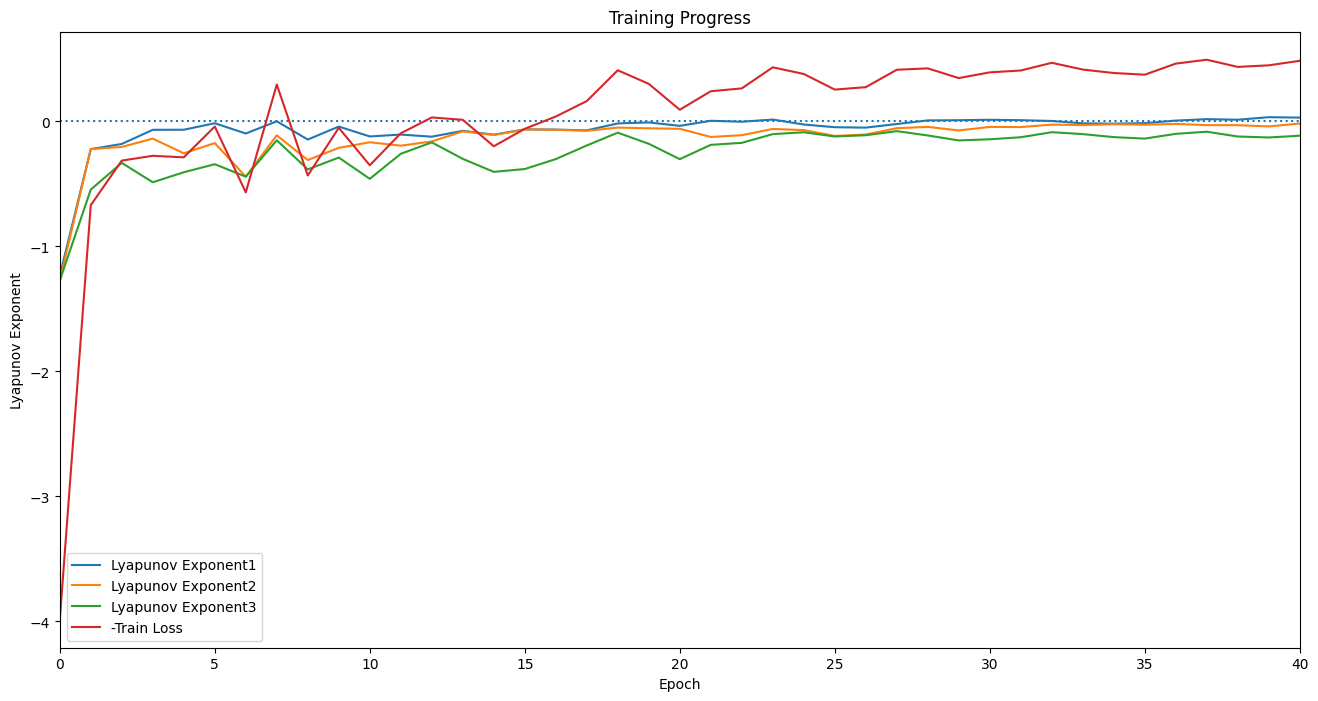 Training Progress
Lyapunov Exponent
0
−1
−2
−3
−4
Lyapunov Exponent1
Lyapunov Exponent2
Lyapunov Exponent3
-Train Loss
0 5 10 15 20 25 30 35 40
Epoch